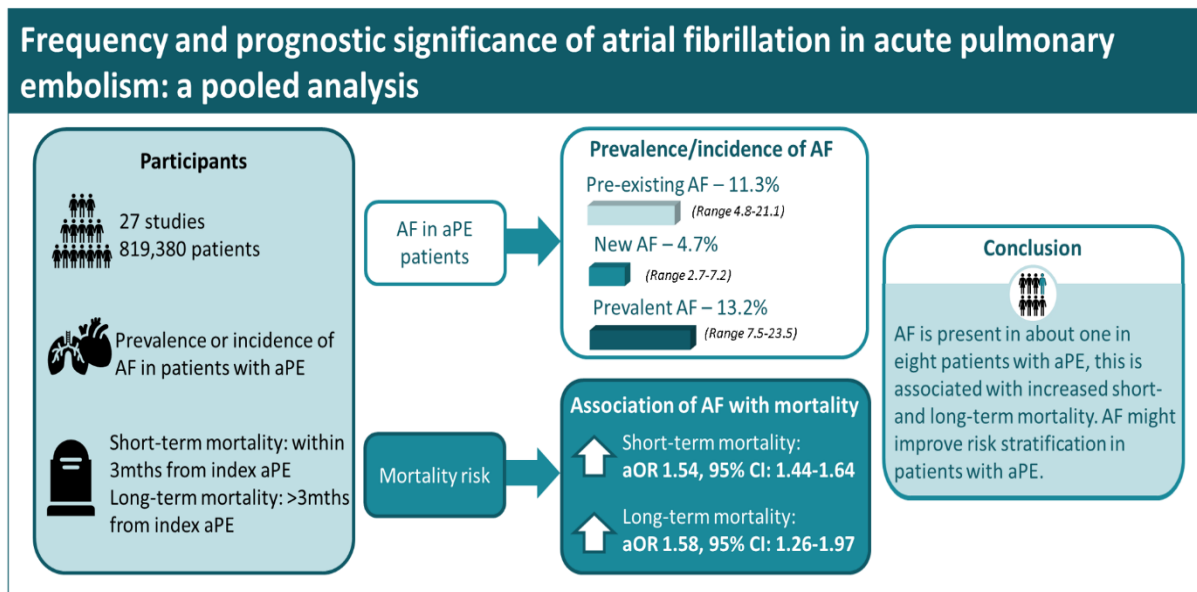 Frequency and prognostic significance of atrial fibrillation in acute pulmonary
embolism: a pooled analysis
Participants
27 studies
819,380 patients
Prevalence or incidence of
AF in patients with aPE
Short-term mortality: within
3mths from index aPE
Long-term mortality: >3mths
from index aPE
AF in aPE
patients
Prevalence/incidence of AF
Pre-existing AF – 11.3%
(Range 4.8-21.1)
New AF – 4.7%
(Range 2.7-7.2)
Prevalent AF – 13.2%
(Range 7.5-23.5)
Mortality risk
Association of AF with mortality
Short-term mortality:
aOR 1.54, 95% CI: 1.44-1.64
Long-term mortality:
aOR 1.58, 95% CI: 1.26-1.97
Conclusion
AF is present in about one in
eight patients with aPE, this is
associated with increased short-
and long-term mortality. AF might
improve risk stratification in
patients with aPE.